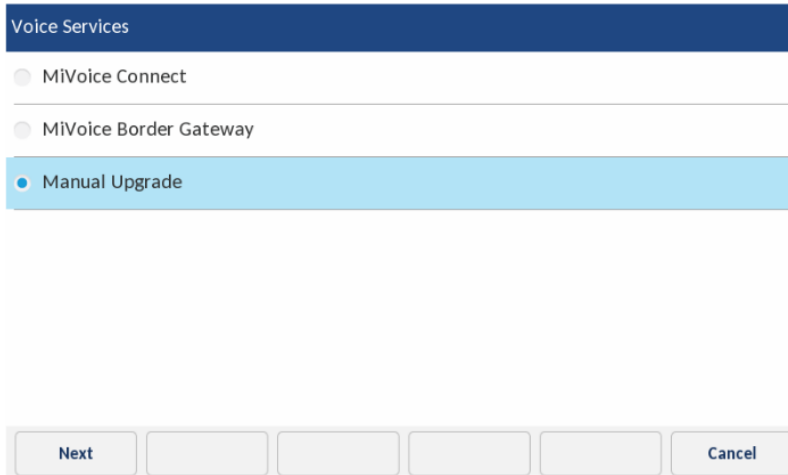 Voice Services
MiVoice Connect
MiVoice Border Gateway
Manual Upgrade
Next
Cancel